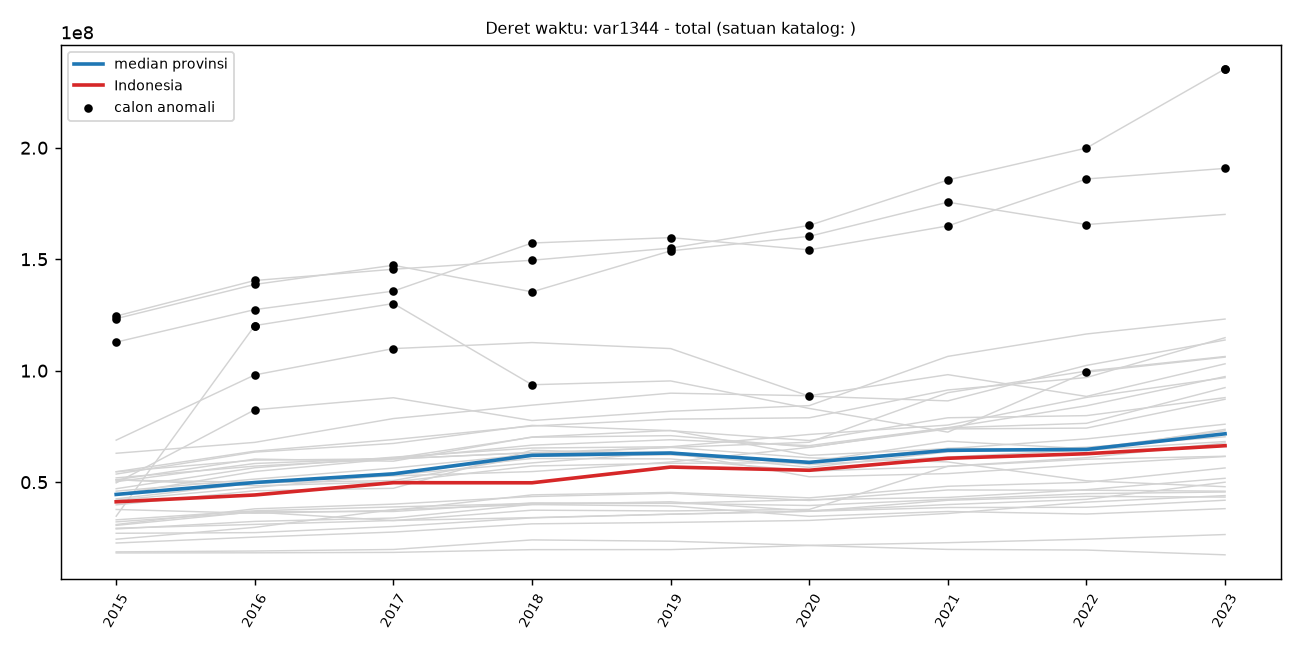 Deret waktu: var1344 - total (satuan katalog: )
1e8
median provinsi
Indonesia
calon anomali
2.0
1.5
1.0
0.5
2015
2016
2017
2018
2019
2020
2021
2022
2023